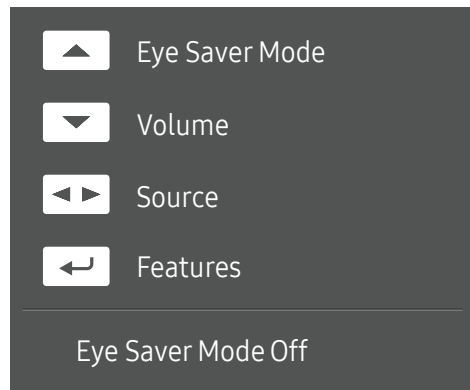 Eye Saver Mode
Volume
Source
Features
Eye Saver Mode Off